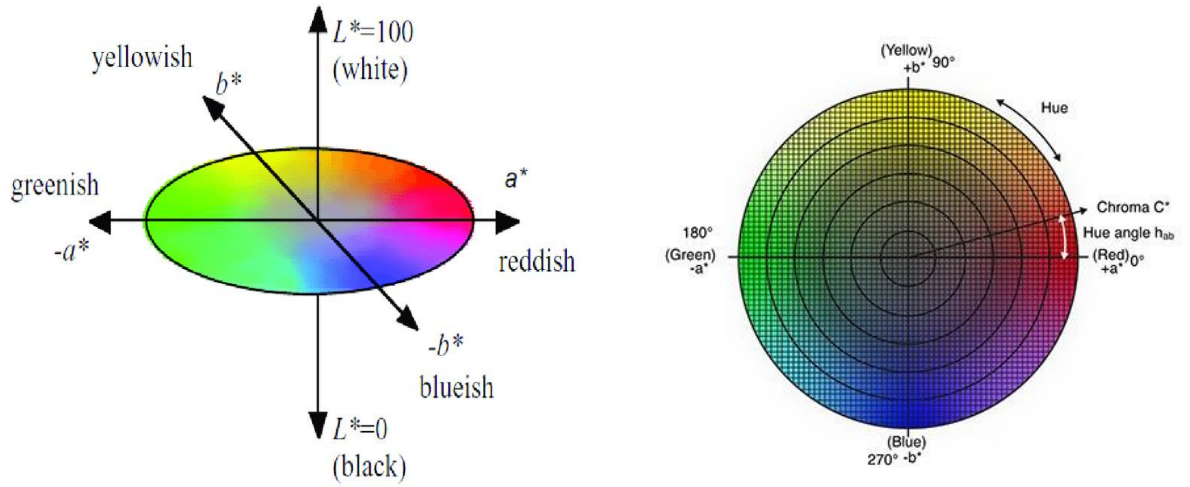 L*=100
(white)
yellowish
b*
greenish
a*
-a*
reddish
-b*
blueish
L*=0
(black)
(Yellow) 90°
+b*
Hue
Chroma C*
Hue angle hab
180°
(Green)
-a*
(Red) 0°
+a*
(Blue)
270° -b*